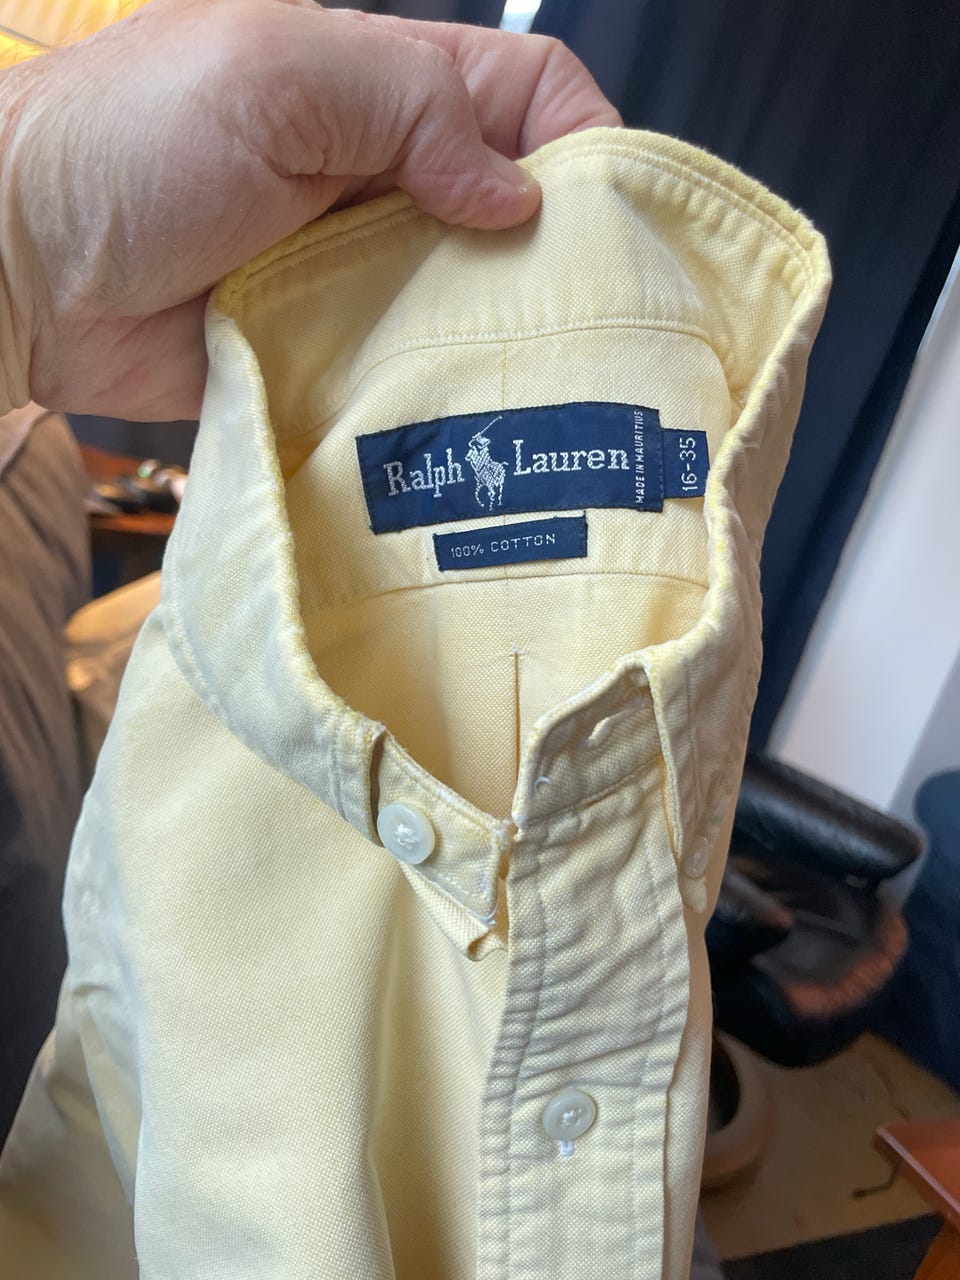 Ralph Lauren
MADE IN MAURITIUS
16-35
100% COTTON